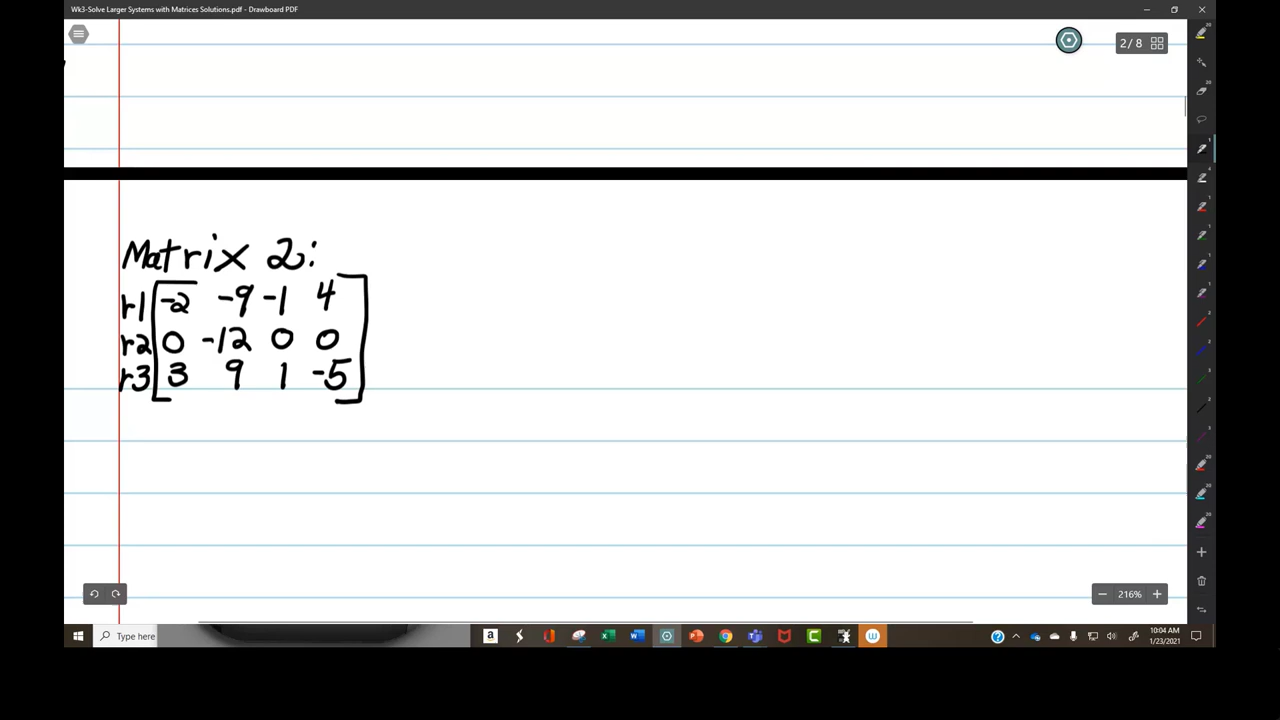 Wk3-Solve Larger Systems with Matrices Solutions.pdf - Drawboard PDF
2/8
Matrix 2:
r1 -2 -9 -1 4
r2 0 -12 0 0
r3 3 9 1 -5
216%
Type here
10:04 AM
1/23/2021